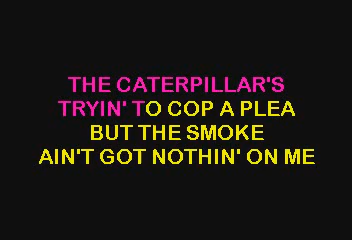 THE CATERPILLAR'S
TRYIN' TO COP A PLEA
BUT THE SMOKE
AIN'T GOT NOTHIN' ON ME